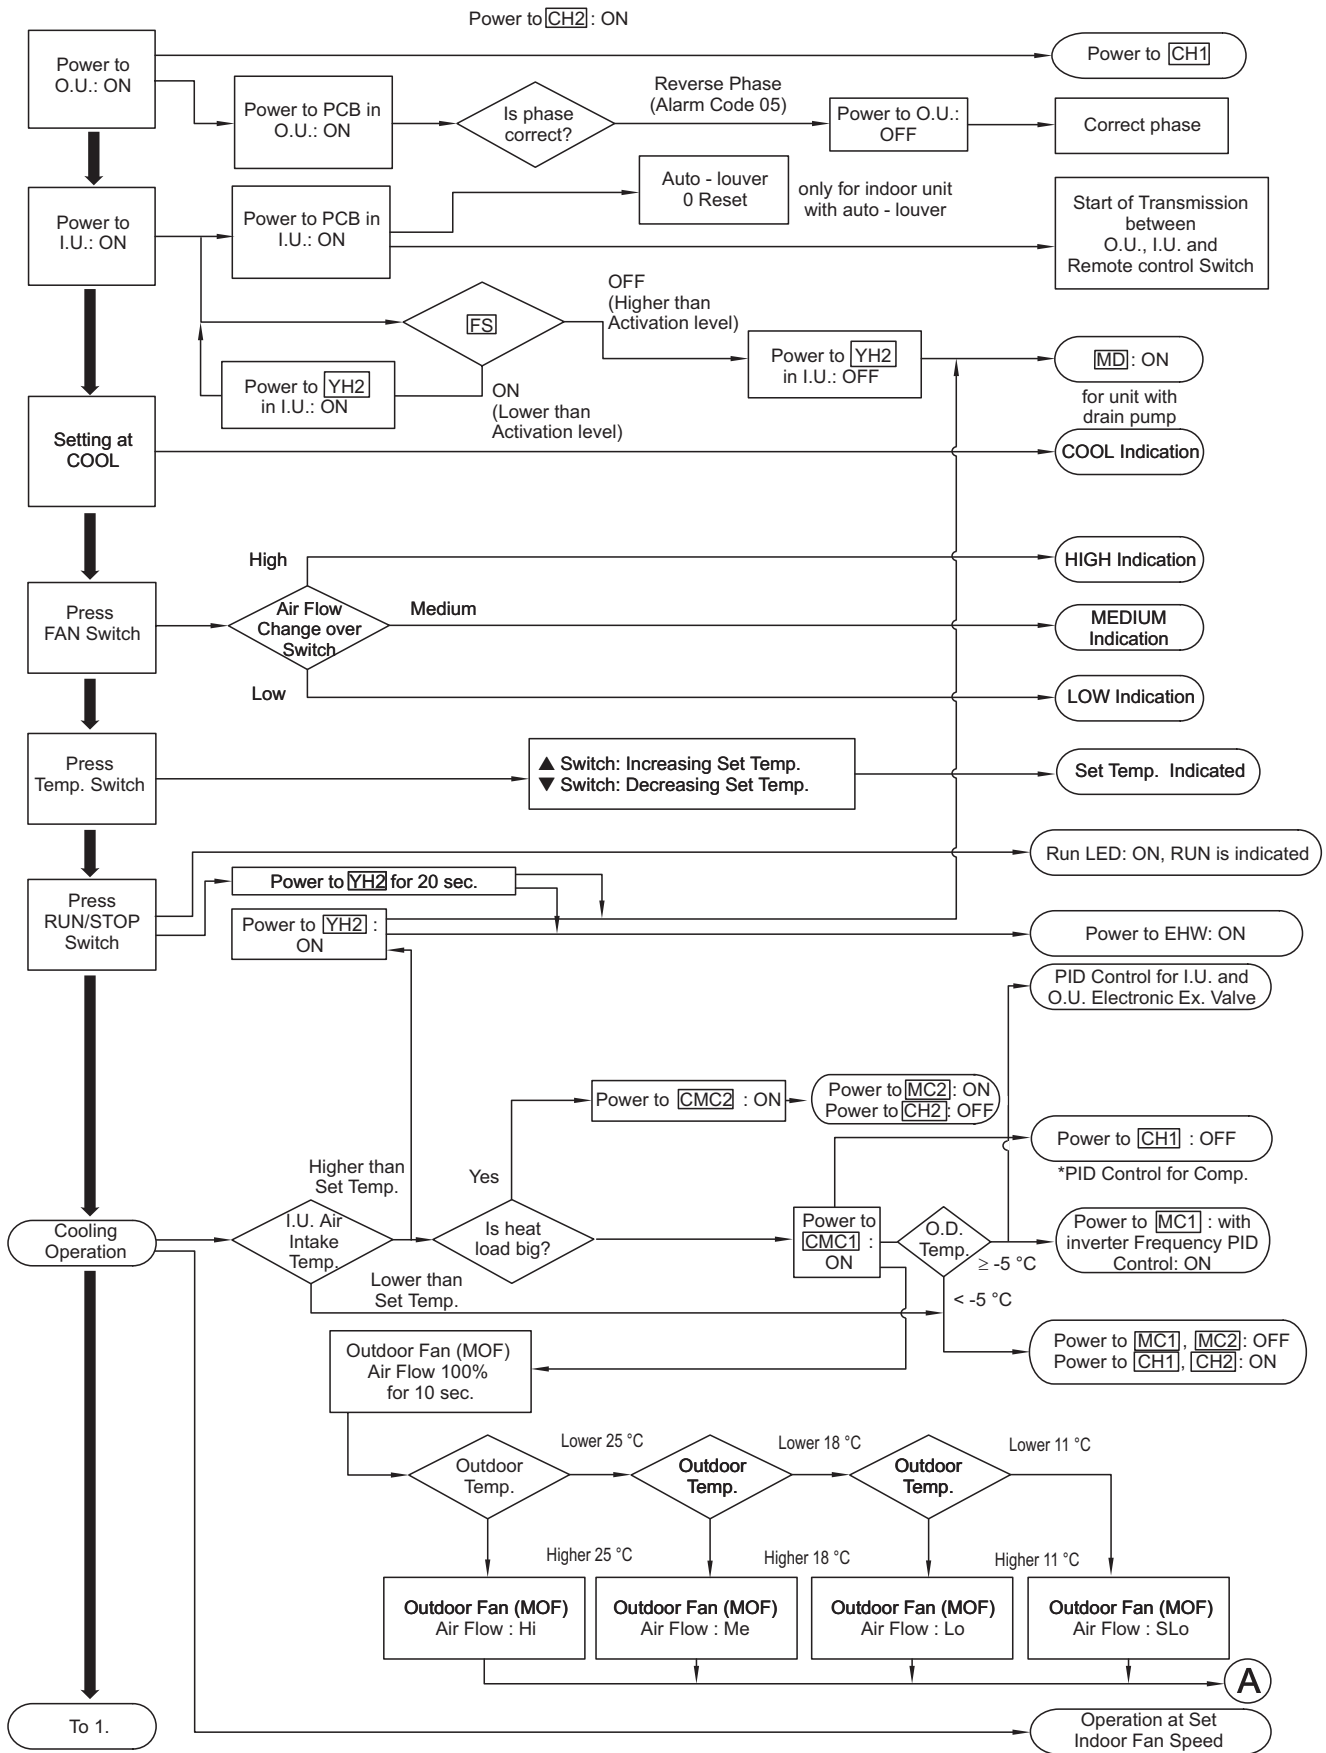 Power to CH2 : ON
Power to
O.U.: ON
Power to CH1
Power to PCB in
O.U.: ON
Is phase
correct?
Reverse Phase
(Alarm Code 05)
Power to O.U.:
OFF
Correct phase
Power to
I.U.: ON
Power to PCB in
I.U.: ON
Auto - louver
0 Reset
only for indoor unit
with auto - louver
Start of Transmission
between
O.U., I.U. and
Remote control Switch
FS
OFF
(Higher than
Activation level)
Power to YH2
in I.U.: ON
ON
(Lower than
Activation level)
Power to YH2
in I.U.: OFF
MD : ON
for unit with
drain pump
Setting at
COOL
COOL Indication
Press
FAN Switch
High
Air Flow
Change over
Switch
Medium
Low
HIGH Indication
MEDIUM
Indication
LOW Indication
Press
Temp. Switch
▲ Switch: Increasing Set Temp.
▼ Switch: Decreasing Set Temp.
Set Temp. Indicated
Press
RUN/STOP
Switch
Run LED: ON, RUN is indicated
Power to YH2 for 20 sec.
Power to YH2 :
ON
Power to EHW: ON
PID Control for I.U. and
O.U. Electronic Ex. Valve
Power to CMC2 : ON
Power to MC2 : ON
Power to CH2 : OFF
Power to CH1 : OFF
*PID Control for Comp.
Cooling
Operation
I.U. Air
Intake
Temp.
Higher than
Set Temp.
Lower than
Set Temp.
Yes
Is heat
load big?
Power to
CMC1 :
ON
O.D.
Temp.
≥ -5 °C
< -5 °C
Power to MC1 : with
inverter Frequency PID
Control: ON
Power to MC1 , MC2 : OFF
Power to CH1 , CH2 : ON
Outdoor Fan (MOF)
Air Flow 100%
for 10 sec.
Outdoor
Temp.
Lower 25 °C
Outdoor
Temp.
Lower 18 °C
Outdoor
Temp.
Lower 11 °C
Higher 25 °C
Higher 18 °C
Higher 11 °C
Outdoor Fan (MOF)
Air Flow : Hi
Outdoor Fan (MOF)
Air Flow : Me
Outdoor Fan (MOF)
Air Flow : Lo
Outdoor Fan (MOF)
Air Flow : SLo
A
To 1.
Operation at Set
Indoor Fan Speed